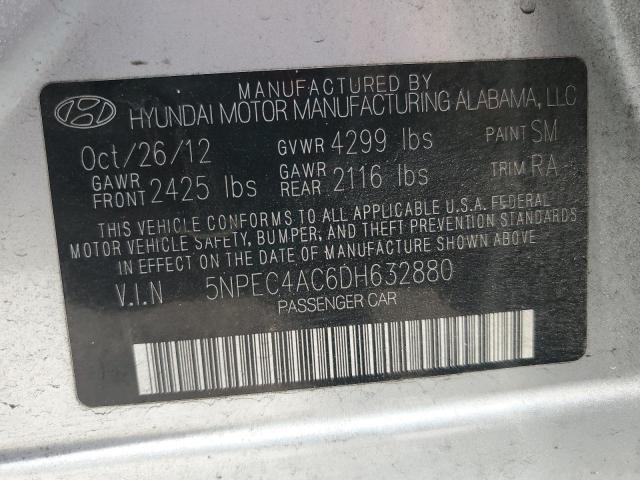 MANUFACTURED BY
HYUNDAI MOTOR MANUFACTURING ALABAMA, LLC
Oct/26/12 GVWR 4299 lbs PAINT SM
GAWR FRONT 2425 lbs GAWR REAR 2116 lbs TRIM RA
THIS VEHICLE CONFORMS TO ALL APPLICABLE U.S.A. FEDERAL
MOTOR VEHICLE SAFETY, BUMPER, AND THEFT PREVENTION STANDARDS
IN EFFECT ON THE DATE OF MANUFACTURE SHOWN ABOVE
V.I.N 5NPEC4AC6DH632880
PASSENGER CAR